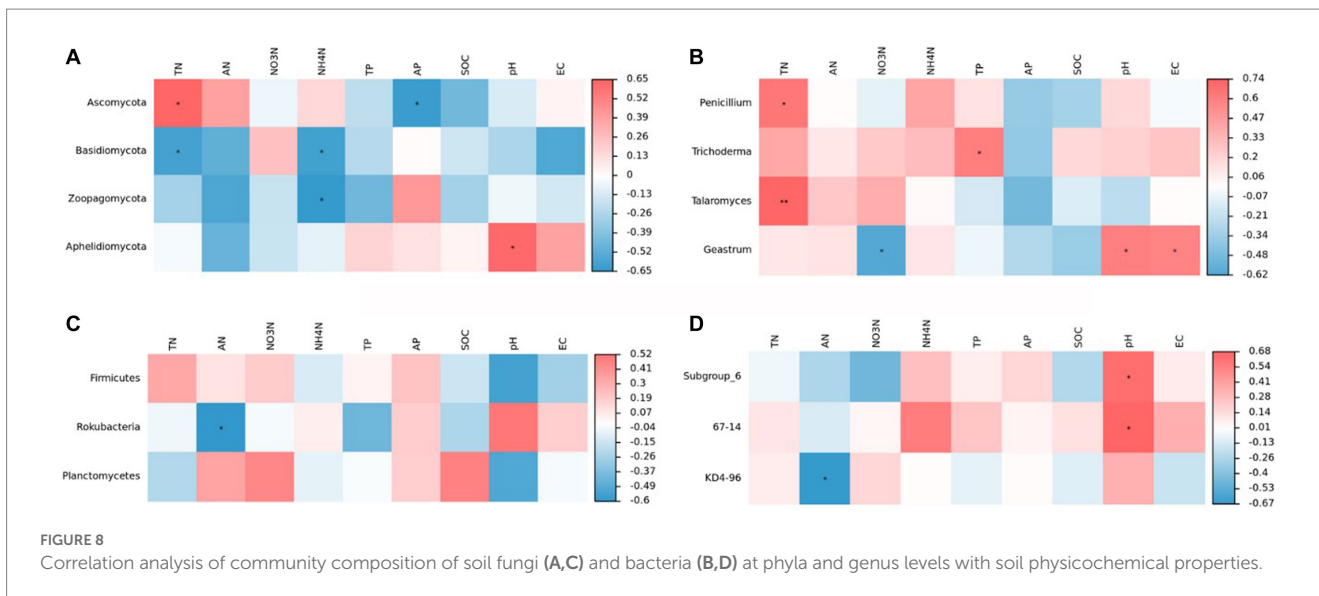 A
TN AN NO3N NH4N TP AP SOC pH EC
Ascomycota * *
Basidiomycota * *
Zoopagomycota *
Aphelidiomycota *
0.65
0.52
0.39
0.26
0.13
0
-0.13
-0.26
-0.39
-0.52
-0.65
B
TN AN NO3N NH4N TP AP SOC pH EC
Penicillium *
Trichoderma *
Talaromyces **
Geastrum * * *
0.74
0.6
0.47
0.33
0.2
0.06
-0.07
-0.21
-0.34
-0.48
-0.62
C
TN AN NO3N NH4N TP AP SOC pH EC
Firmicutes
Rokubacteria *
Planctomycetes
0.52
0.41
0.3
0.19
0.07
-0.04
-0.15
-0.26
-0.37
-0.49
-0.6
D
TN AN NO3N NH4N TP AP SOC pH EC
Subgroup_6 *
67-14 *
KD4-96 *
0.68
0.54
0.41
0.28
0.14
0.01
-0.13
-0.26
-0.4
-0.53
-0.67
FIGURE 8
Correlation analysis of community composition of soil fungi (A,C) and bacteria (B,D) at phyla and genus levels with soil physicochemical properties.